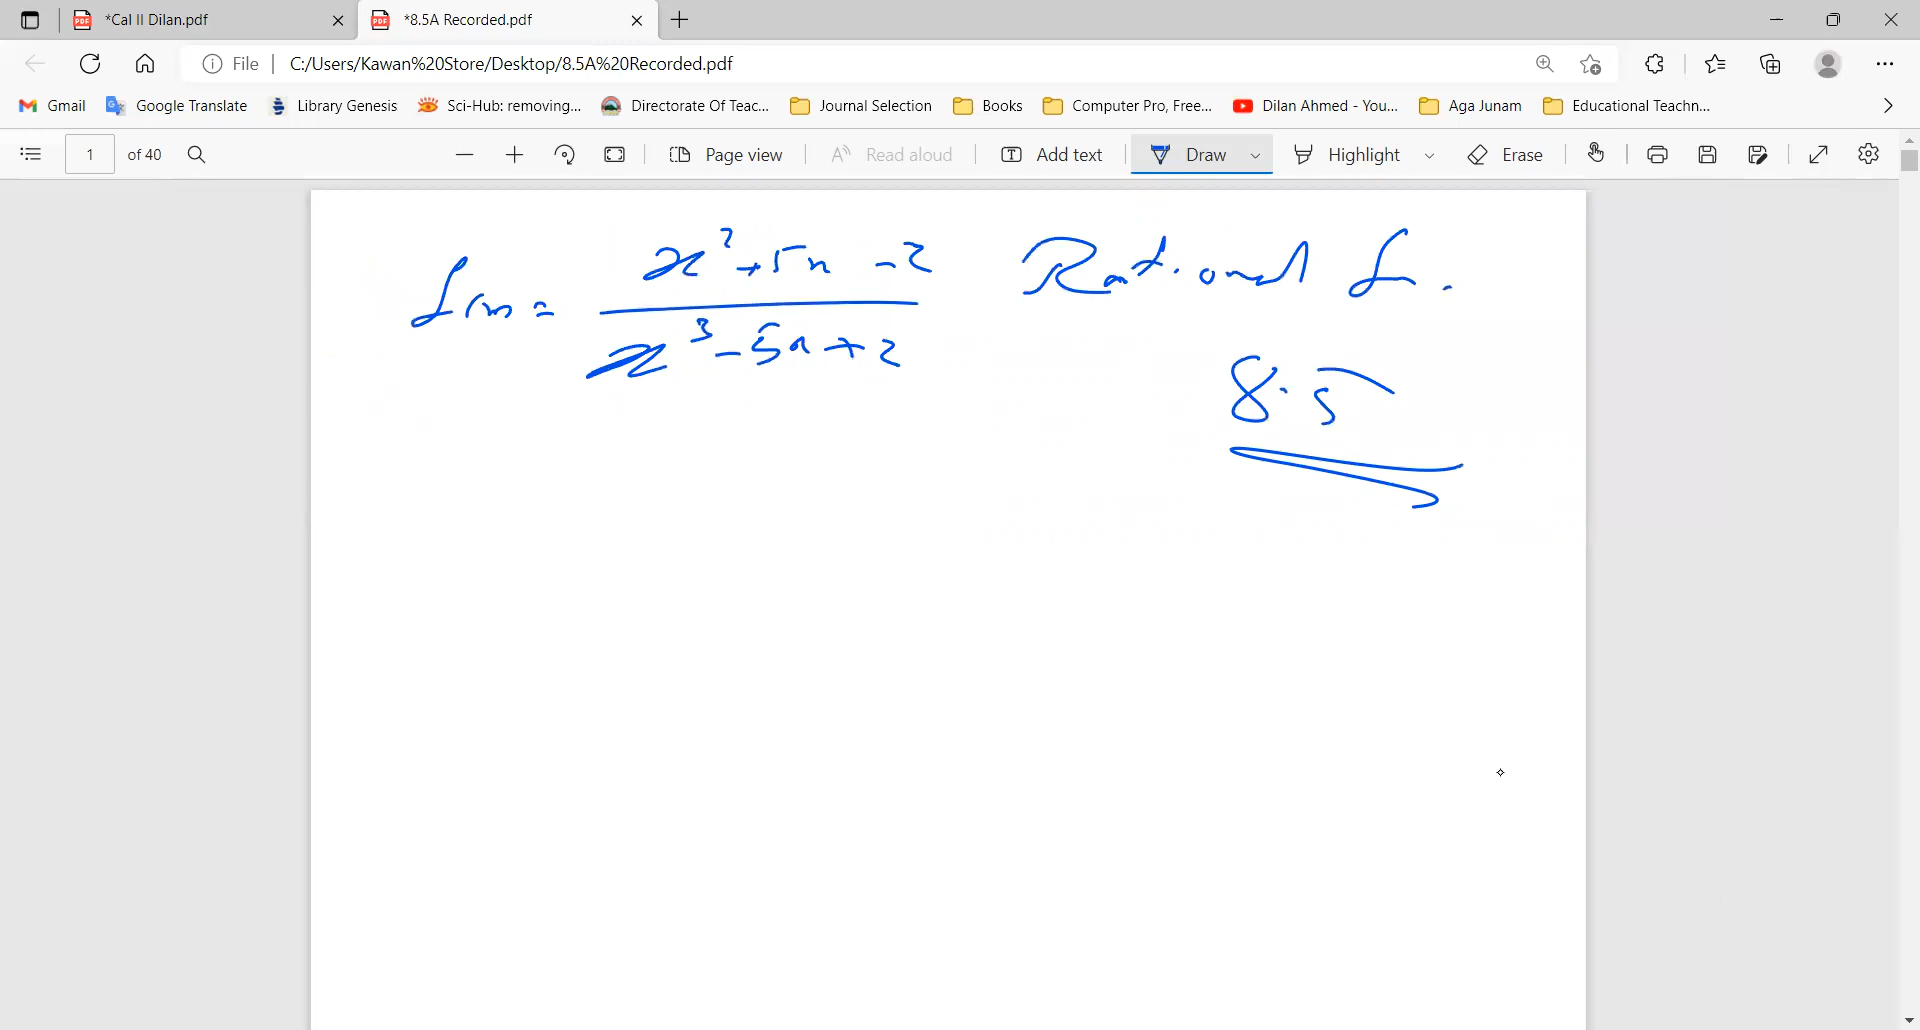 *Cal II Dilan.pdf
*8.5A Recorded.pdf
File | C:/Users/Kawan%20Store/Desktop/8.5A%20Recorded.pdf
Gmail Google Translate Library Genesis Sci-Hub: removing... Directorate Of Teac... Journal Selection Books Computer Pro, Free... Dilan Ahmed - You... Aga Junam Educational Teachn...
1 of 40 Page view Read aloud Add text Draw Highlight Erase
f(x) = x² + 5x - 2 Rational fn.
x³ - 5x + 2
8.5